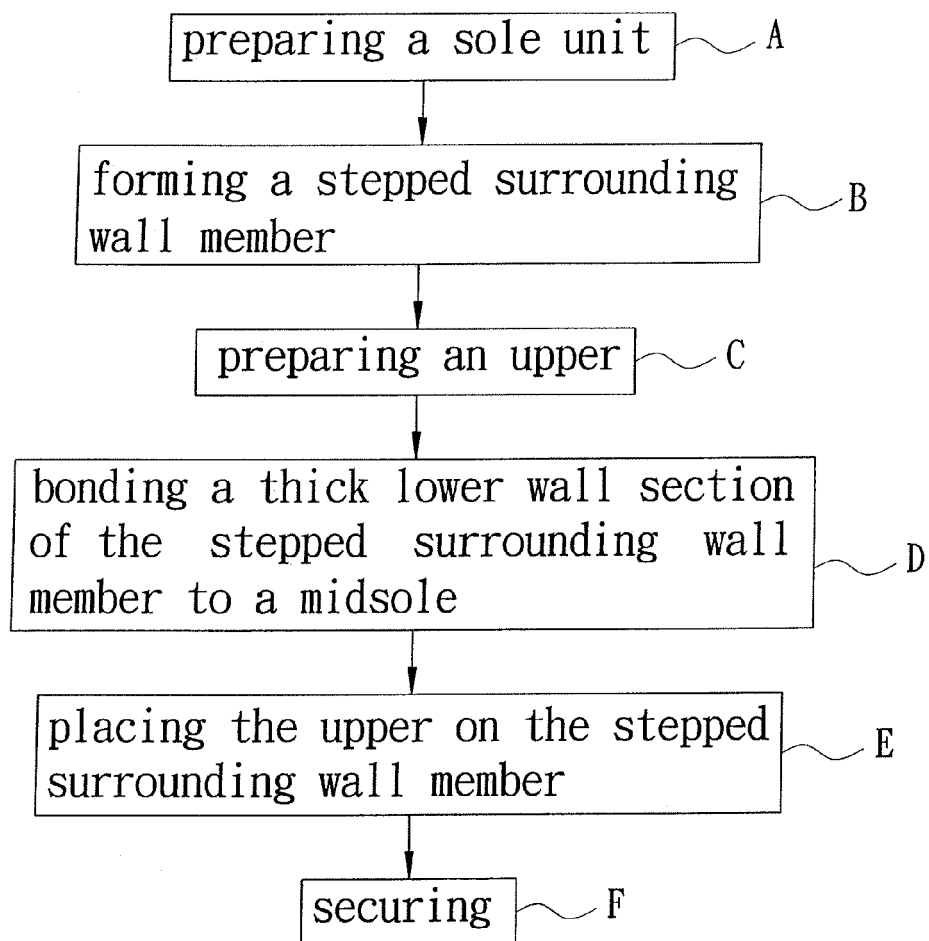 preparing a sole unit
A
forming a stepped surrounding
wall member
B
preparing an upper
C
bonding a thick lower wall section
of the stepped surrounding wall
member to a midsole
D
placing the upper on the stepped
surrounding wall member
E
securing
F